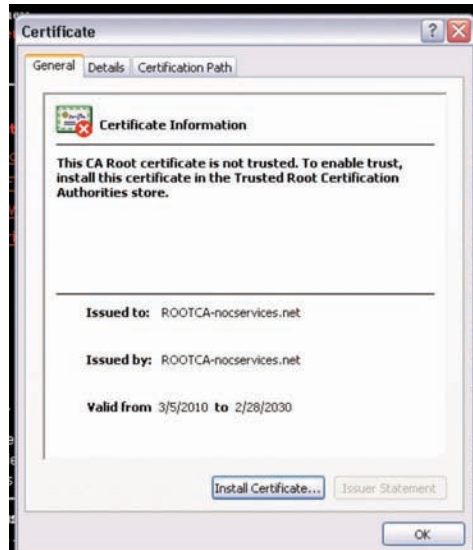 Certificate
General Details Certification Path
Certificate Information
This CA Root certificate is not trusted. To enable trust,
install this certificate in the Trusted Root Certification
Authorities store.
Issued to: ROOTCA-nocservices.net
Issued by: ROOTCA-nocservices.net
Valid from 3/5/2010 to 2/28/2030
Install Certificate... Issuer Statement
OK